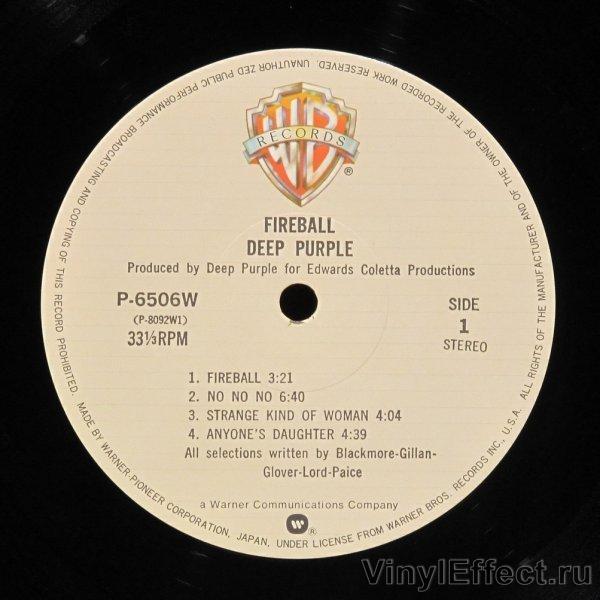 WB
RECORDS
®
FIREBALL
DEEP PURPLE
Produced by Deep Purple for Edwards Coletta Productions
P-6506W
(P-8092W1)
33⅓RPM
SIDE
1
STEREO
1. FIREBALL 3:21
2. NO NO NO 6:40
3. STRANGE KIND OF WOMAN 4:04
4. ANYONE'S DAUGHTER 4:39
All selections written by Blackmore-Gillan-
Glover-Lord-Paice
a Warner Communications Company
®
MADE BY WARNER-PIONEER CORPORATION, JAPAN, UNDER LICENSE FROM WARNER BROS. RECORDS INC., U.S.A. ALL RIGHTS OF THE MANUFACTURER AND OF THE OWNER OF THE RECORDED WORK RESERVED. UNAUTHOR ZED PUBLIC PERFORMANCE BROADCASTING AND COPYING OF THIS RECORD PROHIBITED.
VinylEffect.ru